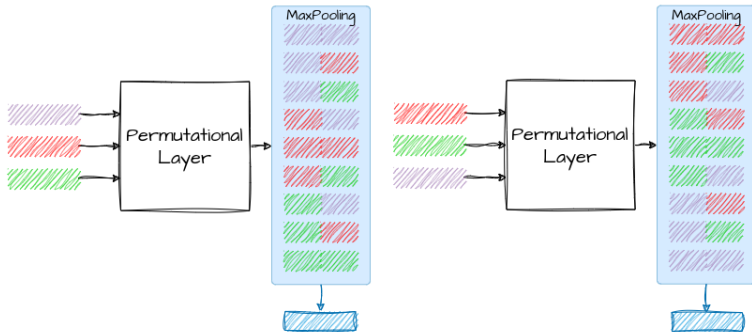 MaxPooling
Permutational
Layer
MaxPooling
Permutational
Layer